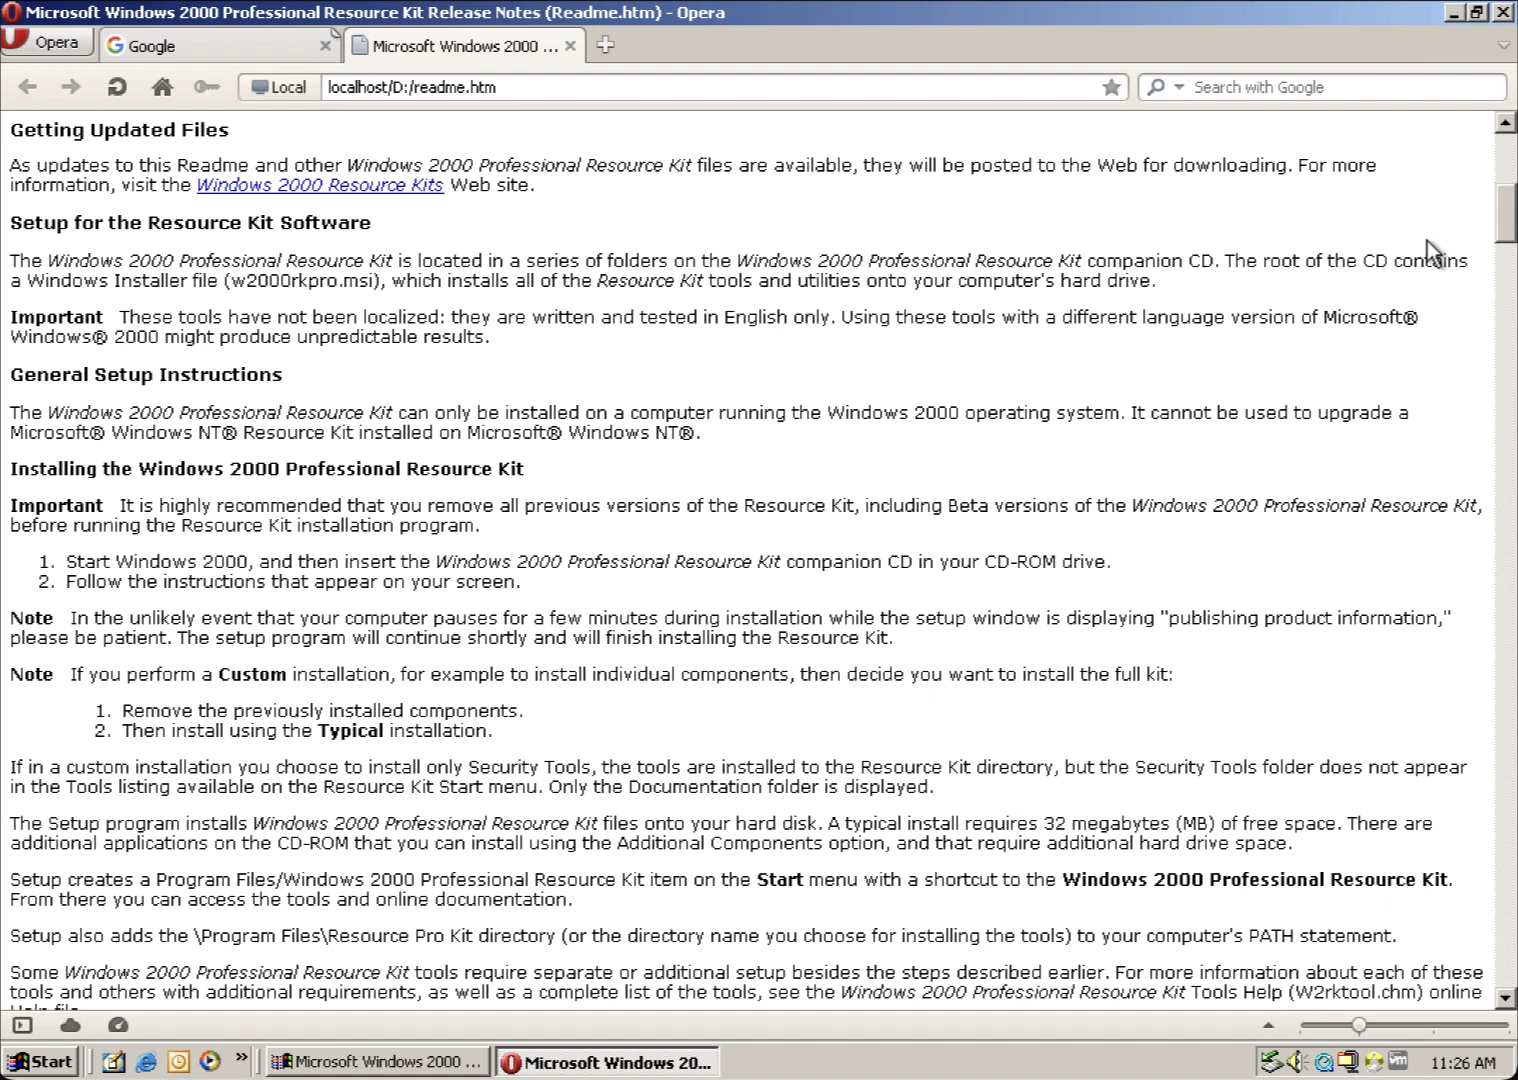 Microsoft Windows 2000 Professional Resource Kit Release Notes (Readme.htm) - Opera
Opera
Google
Microsoft Windows 2000 ...
Local
localhost/D:/readme.htm
Search with Google
Getting Updated Files
As updates to this Readme and other Windows 2000 Professional Resource Kit files are available, they will be posted to the Web for downloading. For more
information, visit the Windows 2000 Resource Kits Web site.
Setup for the Resource Kit Software
The Windows 2000 Professional Resource Kit is located in a series of folders on the Windows 2000 Professional Resource Kit companion CD. The root of the CD contains
a Windows Installer file (w2000rkpro.msi), which installs all of the Resource Kit tools and utilities onto your computer's hard drive.
Important These tools have not been localized: they are written and tested in English only. Using these tools with a different language version of Microsoft®
Windows® 2000 might produce unpredictable results.
General Setup Instructions
The Windows 2000 Professional Resource Kit can only be installed on a computer running the Windows 2000 operating system. It cannot be used to upgrade a
Microsoft® Windows NT® Resource Kit installed on Microsoft® Windows NT®.
Installing the Windows 2000 Professional Resource Kit
Important It is highly recommended that you remove all previous versions of the Resource Kit, including Beta versions of the Windows 2000 Professional Resource Kit,
before running the Resource Kit installation program.
1. Start Windows 2000, and then insert the Windows 2000 Professional Resource Kit companion CD in your CD-ROM drive.
2. Follow the instructions that appear on your screen.
Note In the unlikely event that your computer pauses for a few minutes during installation while the setup window is displaying "publishing product information,"
please be patient. The setup program will continue shortly and will finish installing the Resource Kit.
Note If you perform a Custom installation, for example to install individual components, then decide you want to install the full kit:
1. Remove the previously installed components.
2. Then install using the Typical installation.
If in a custom installation you choose to install only Security Tools, the tools are installed to the Resource Kit directory, but the Security Tools folder does not appear
in the Tools listing available on the Resource Kit Start menu. Only the Documentation folder is displayed.
The Setup program installs Windows 2000 Professional Resource Kit files onto your hard disk. A typical install requires 32 megabytes (MB) of free space. There are
additional applications on the CD-ROM that you can install using the Additional Components option, and that require additional hard drive space.
Setup creates a Program Files/Windows 2000 Professional Resource Kit item on the Start menu with a shortcut to the Windows 2000 Professional Resource Kit.
From there you can access the tools and online documentation.
Setup also adds the \Program Files\Resource Pro Kit directory (or the directory name you choose for installing the tools) to your computer's PATH statement.
Some Windows 2000 Professional Resource Kit tools require separate or additional setup besides the steps described earlier. For more information about each of these
tools and others with additional requirements, as well as a complete list of the tools, see the Windows 2000 Professional Resource Kit Tools Help (W2rktool.chm) online
Help file.
Start
»
Microsoft Windows 2000 ...
Microsoft Windows 20...
vm
11:26 AM